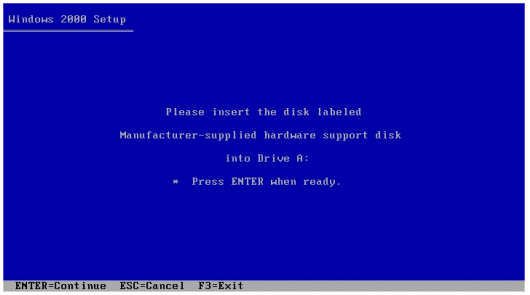 Windows 2000 Setup
Please insert the disk labeled
Manufacturer-supplied hardware support disk
into Drive A:
* Press ENTER when ready.
ENTER=Continue ESC=Cancel F3=Exit